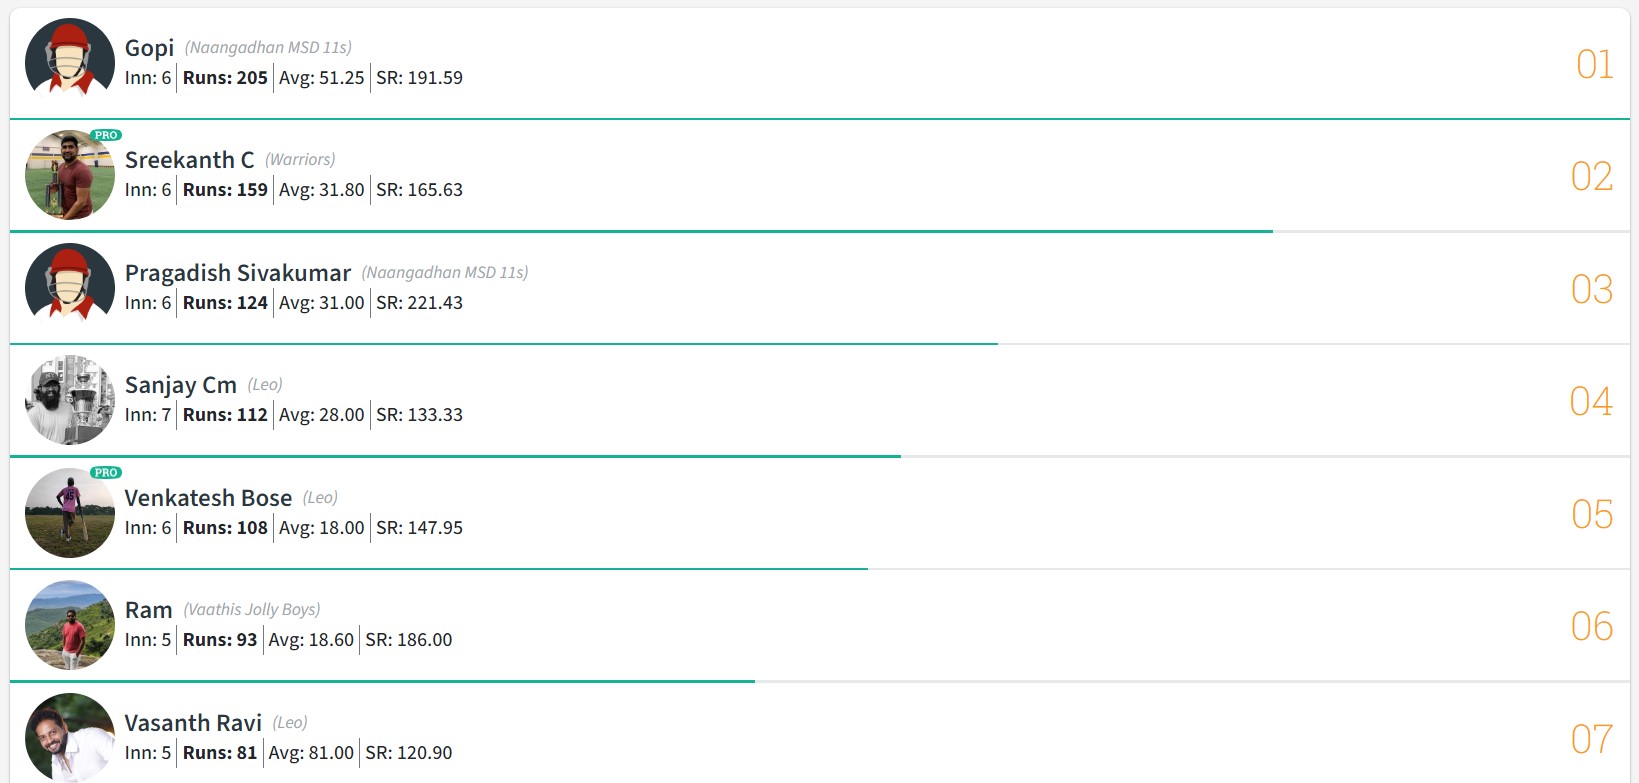 Gopi (Naangadhan MSD 11s)
Inn: 6 Runs: 205 Avg: 51.25 SR: 191.59
01
PRO
Sreekanth C (Warriors)
Inn: 6 Runs: 159 Avg: 31.80 SR: 165.63
02
Pragadish Sivakumar (Naangadhan MSD 11s)
Inn: 6 Runs: 124 Avg: 31.00 SR: 221.43
03
Sanjay Cm (Leo)
Inn: 7 Runs: 112 Avg: 28.00 SR: 133.33
04
PRO
Venkatesh Bose (Leo)
Inn: 6 Runs: 108 Avg: 18.00 SR: 147.95
05
Ram (Vaathis Jolly Boys)
Inn: 5 Runs: 93 Avg: 18.60 SR: 186.00
06
Vasanth Ravi (Leo)
Inn: 5 Runs: 81 Avg: 81.00 SR: 120.90
07